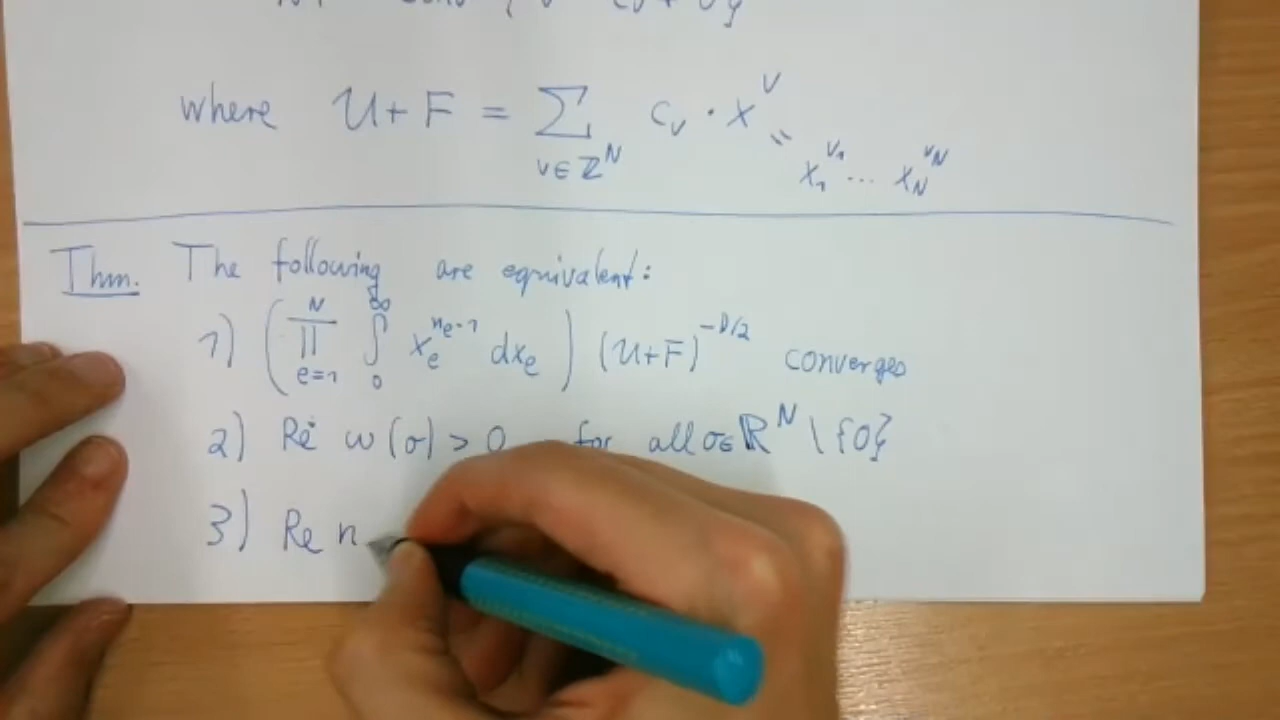 where U+F = ∑_{v∈ℤ^N} c_v · x^v = x_1^{v_1} ... x_N^{v_N}
Thm. The following are equivalent:
1) (∏_{e=1}^{N} ∫_0^∞ x_e^{n_e-1} dx_e) (U+F)^{-D/2} converges
2) Re ω(σ) > 0 for all σ∈ℝ^N \ {0}
3) Re n